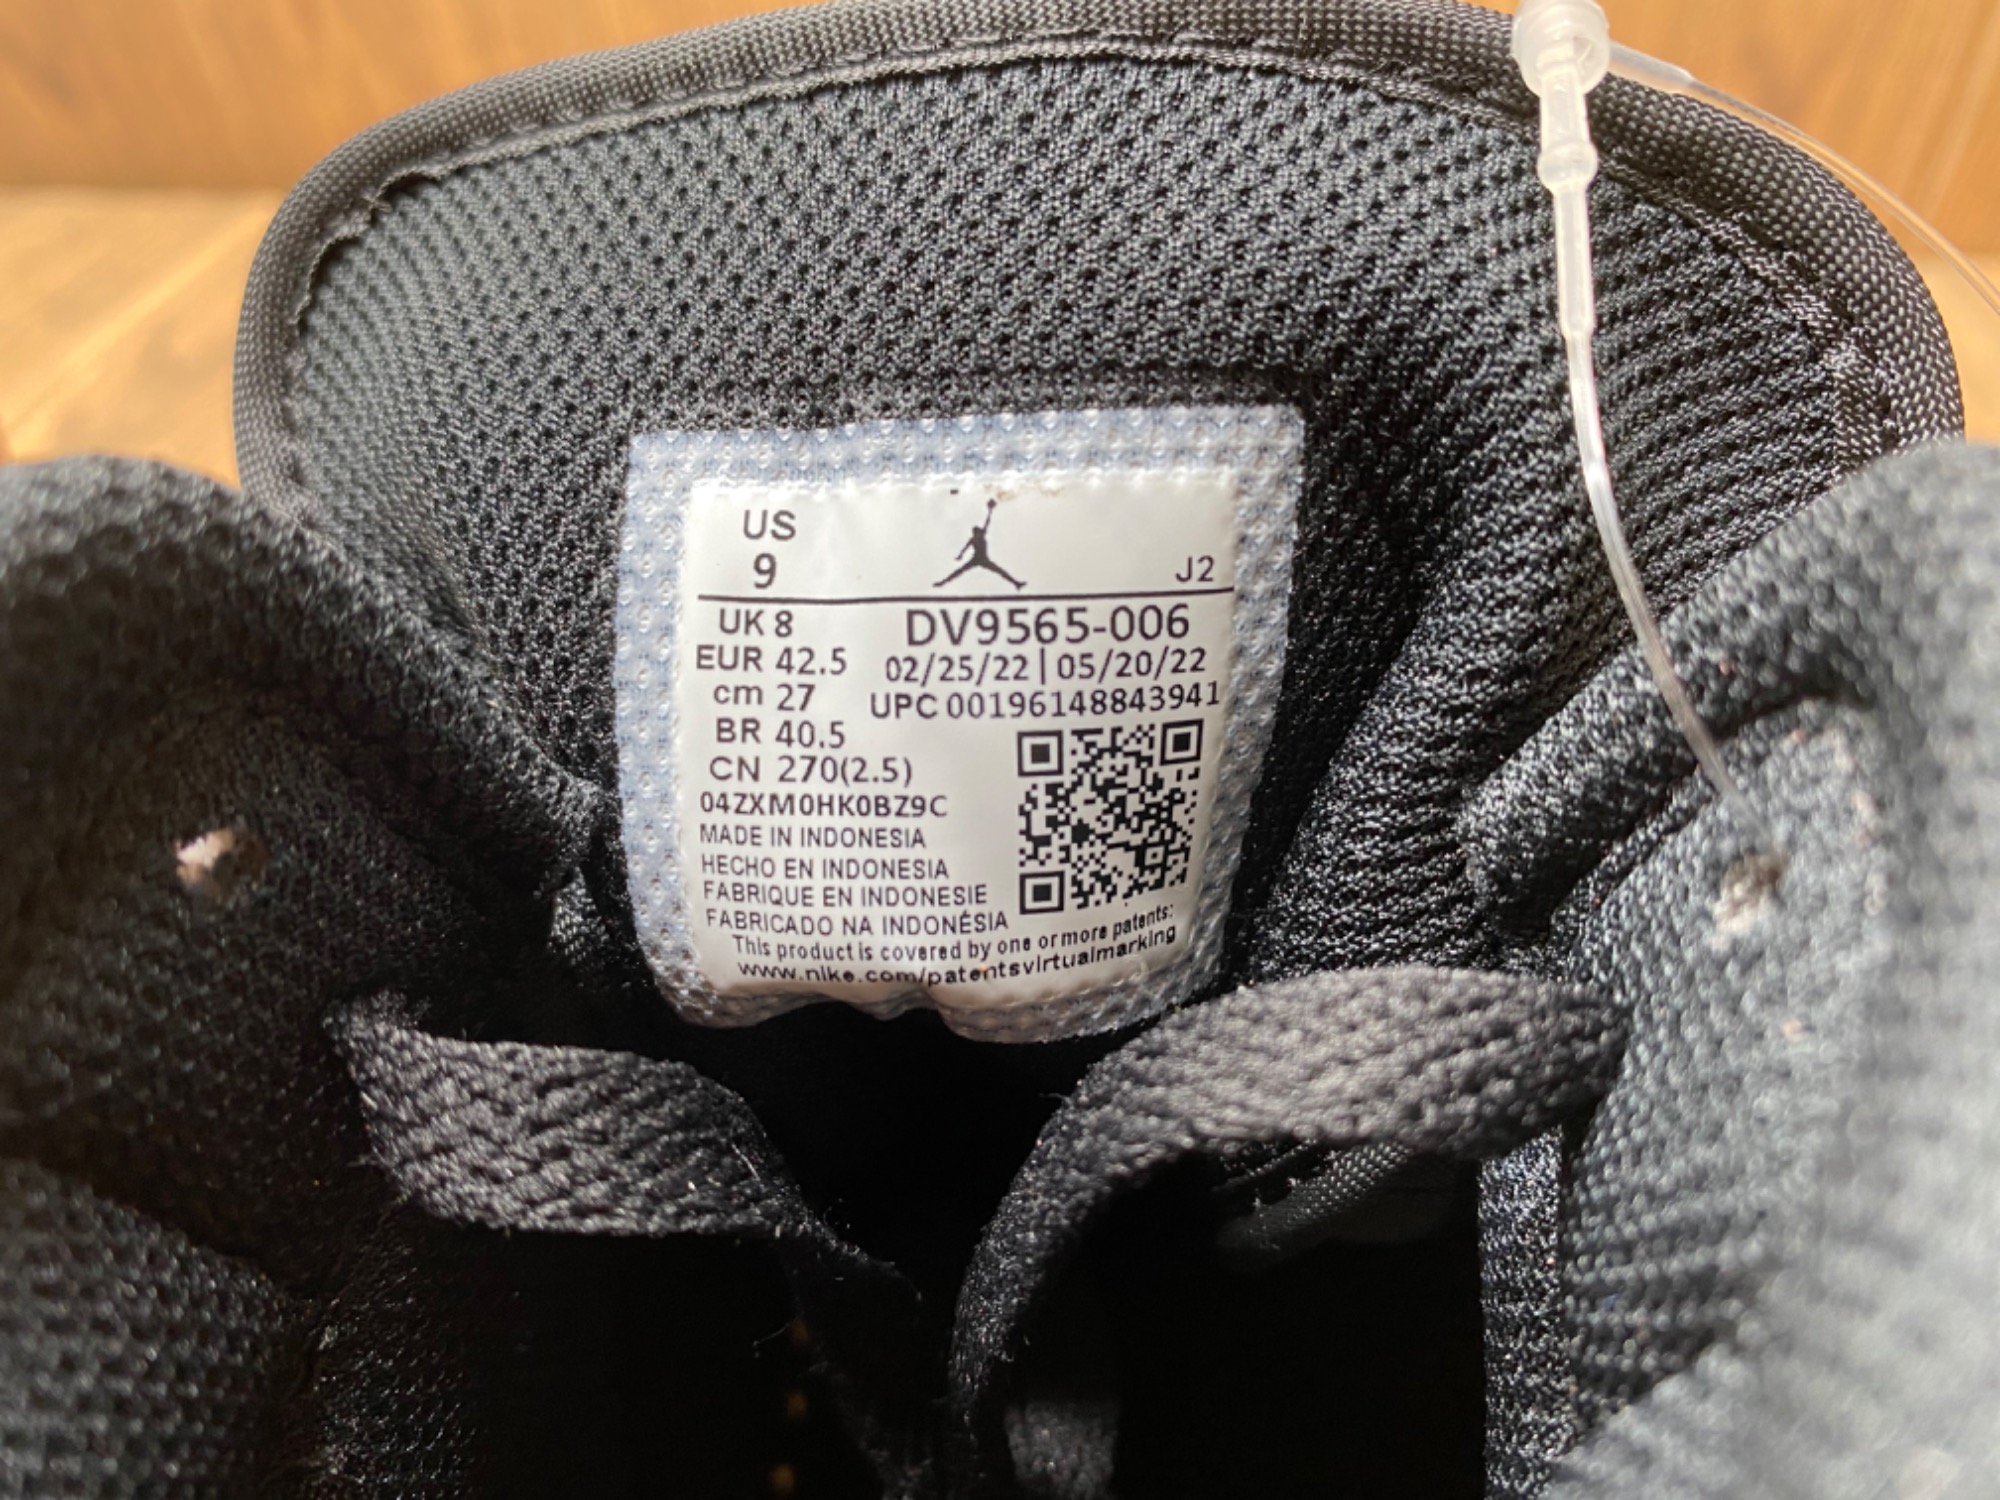 US
9
J2
UK 8
DV9565-006
EUR 42.5
02/25/22 | 05/20/22
cm 27
UPC 00196148843941
BR 40.5
CN 270(2.5)
04ZXM0HK0BZ9C
MADE IN INDONESIA
HECHO EN INDONESIA
FABRIQUE EN INDONESIE
FABRICADO NA INDONÉSIA
This product is covered by one or more patents:
www.nike.com/patentsvirtualmarking